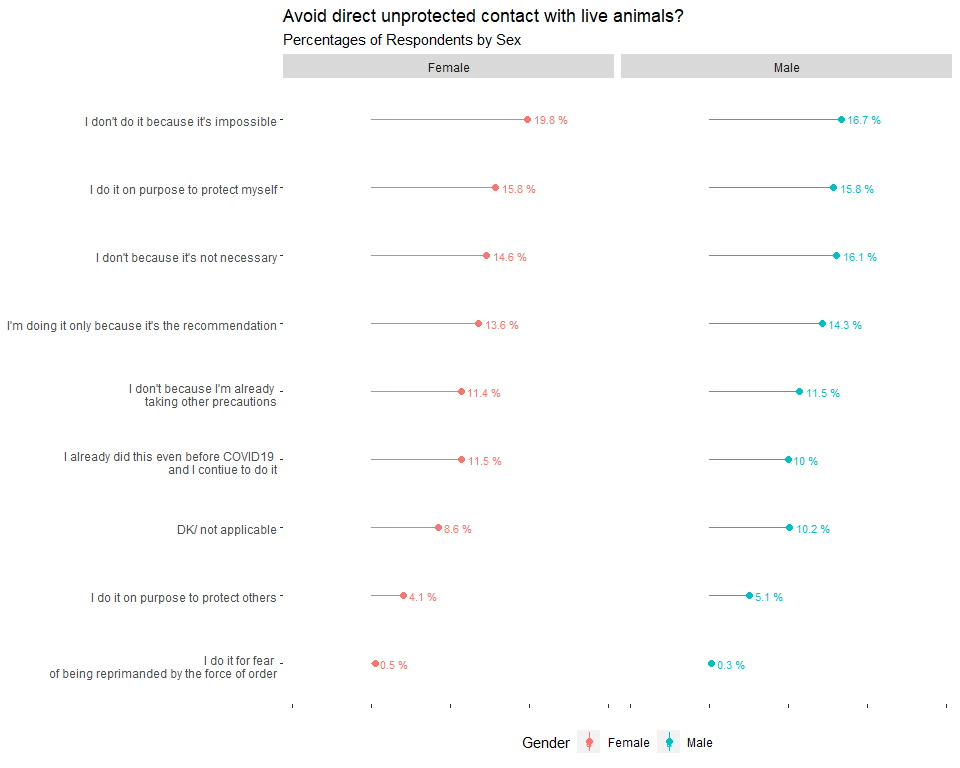 Avoid direct unprotected contact with live animals?
Percentages of Respondents by Sex
Female
Male
I don't do it because it's impossible
19.8 %
16.7 %
I do it on purpose to protect myself
15.8 %
15.8 %
I don't because it's not necessary
14.6 %
16.1 %
I'm doing it only because it's the recommendation
13.6 %
14.3 %
I don't because I'm already
taking other precautions
11.4 %
11.5 %
I already did this even before COVID19
and I contiue to do it
11.5 %
10 %
DK/ not applicable
8.6 %
10.2 %
I do it on purpose to protect others
4.1 %
5.1 %
I do it for fear
of being reprimanded by the force of order
0.5 %
0.3 %
Gender
Female
Male